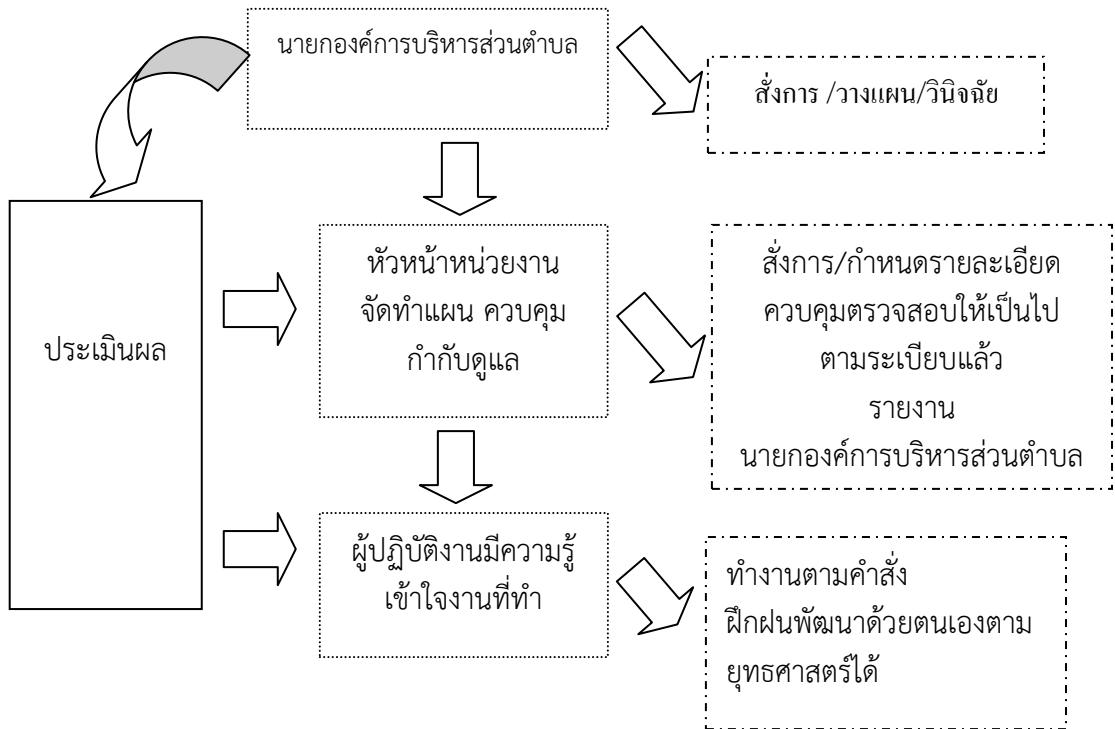 นายกองค์การบริหารส่วนตำบล
สั่งการ /วางแผน/วินิจฉัย
ประเมินผล
หัวหน้าหน่วยงาน
จัดทำแผน ควบคุม
กำกับดูแล
สั่งการ/กำหนดรายละเอียด
ควบคุมตรวจสอบให้เป็นไป
ตามระเบียบแล้ว
รายงาน
นายกองค์การบริหารส่วนตำบล
ผู้ปฏิบัติงานมีความรู้
เข้าใจงานที่ทำ
ทำงานตามคำสั่ง
ฝึกฝนพัฒนาด้วยตนเองตาม
ยุทธศาสตร์ได้